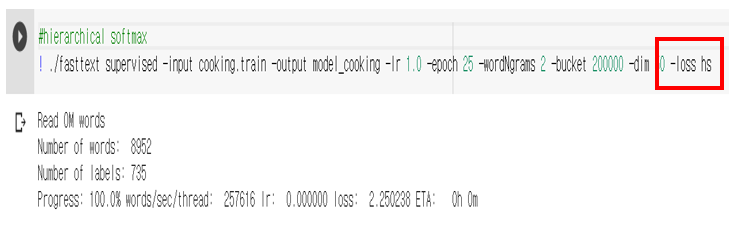 #hierarchical softmax
! ./fasttext supervised -input cooking.train -output model_cooking -lr 1.0 -epoch 25 -wordNgrams 2 -bucket 200000 -dim 0 -loss hs
Read 0M words
Number of words: 8952
Number of labels: 735
Progress: 100.0% words/sec/thread: 257616 lr: 0.000000 loss: 2.250238 ETA: 0h 0m